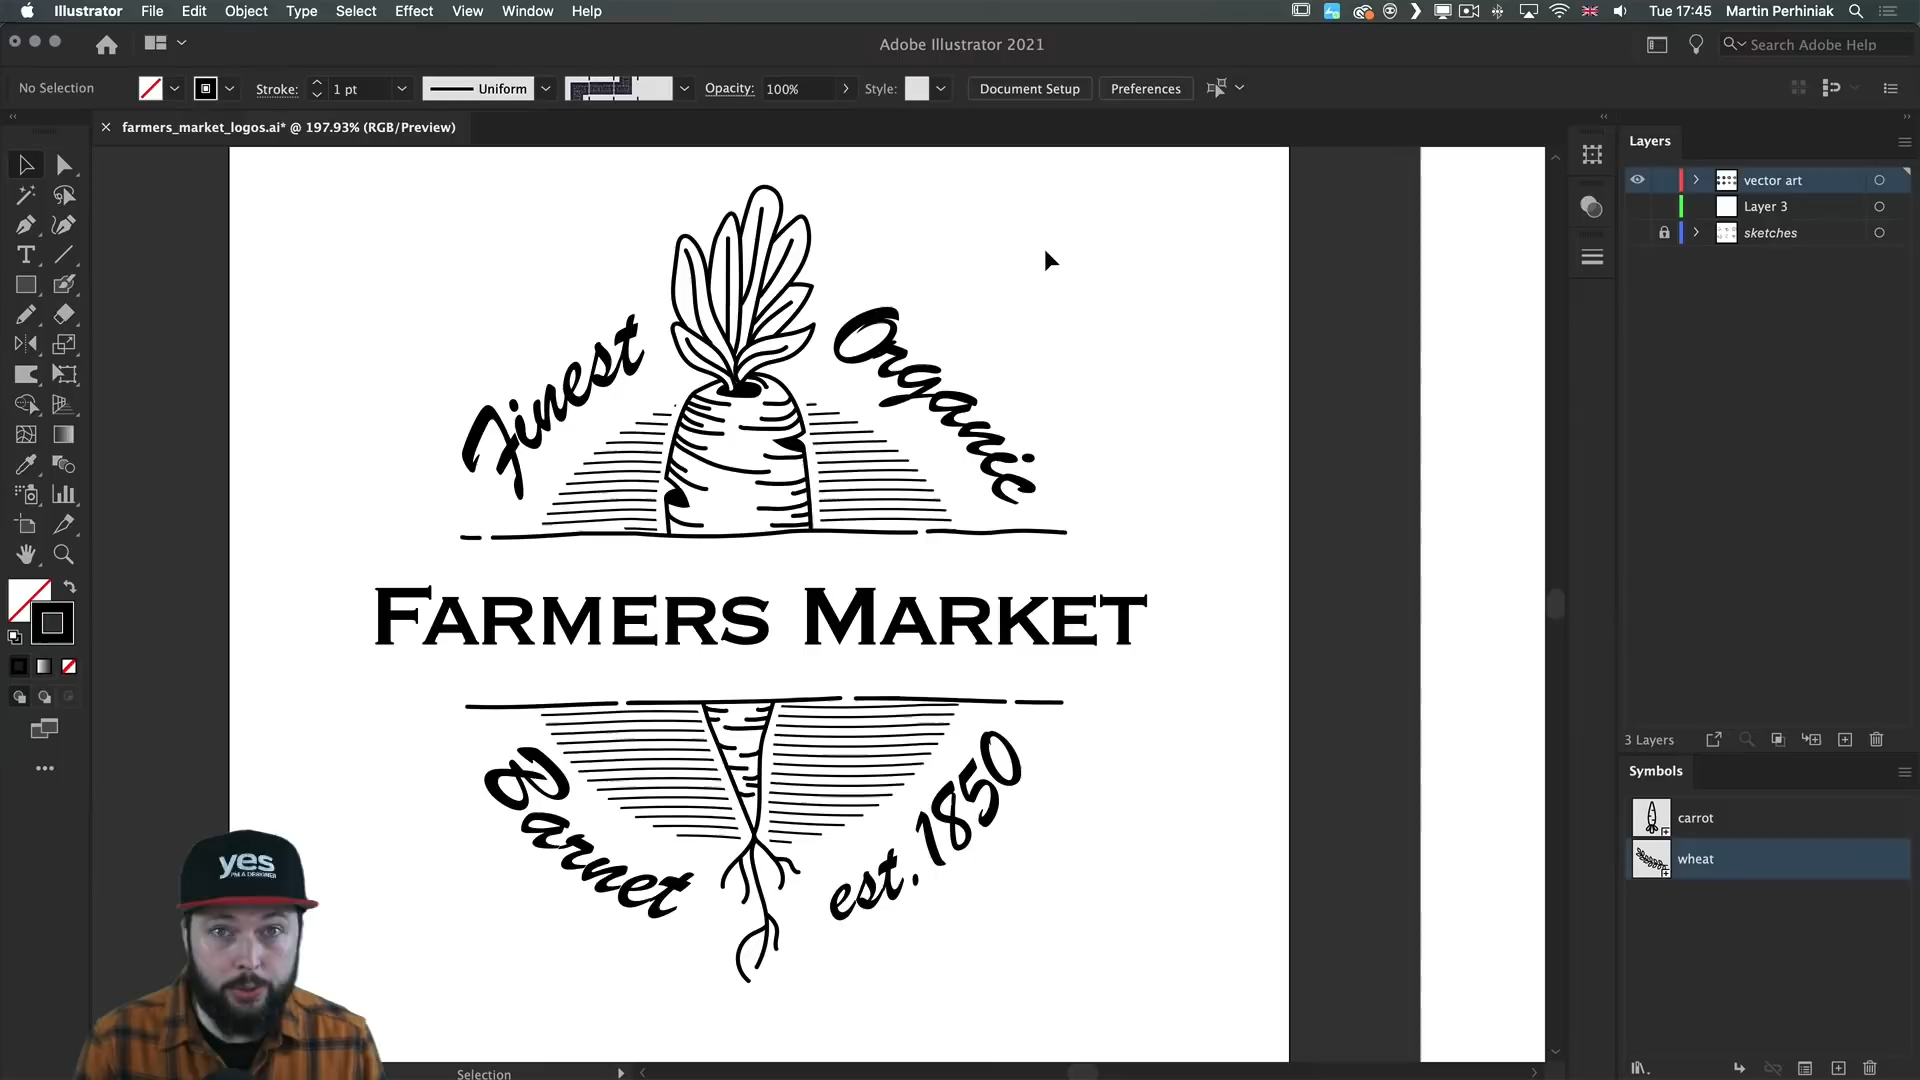 Illustrator File Edit Object Type Select Effect View Window Help
Tue 17:45 Martin Perhiniak
Adobe Illustrator 2021
Search Adobe Help
No Selection
Stroke: 1 pt
Uniform
Opacity: 100%
Style:
Document Setup
Preferences
farmers_market_logos.ai* @ 197.93% (RGB/Preview)
Layers
vector art
Layer 3
sketches
Finest
Organic
FARMERS MARKET
Barnet
est. 1850
3 Layers
Symbols
carrot
wheat
yes
I'M A DESIGNER
Selection